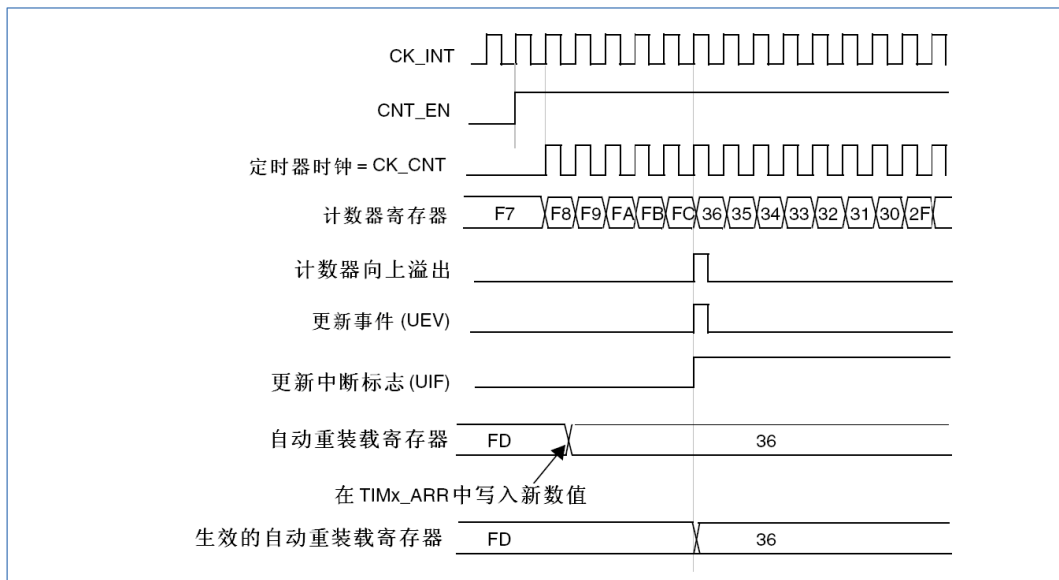 CK_INT
CNT_EN
定时器时钟 = CK_CNT
计数器寄存器 F7 F8 F9 FA FB FC 36 35 34 33 32 31 30 2F
计数器向上溢出
更新事件 (UEV)
更新中断标志 (UIF)
自动重装载寄存器 FD 36
在 TIMx_ARR 中写入新数值
生效的自动重装载寄存器 FD 36